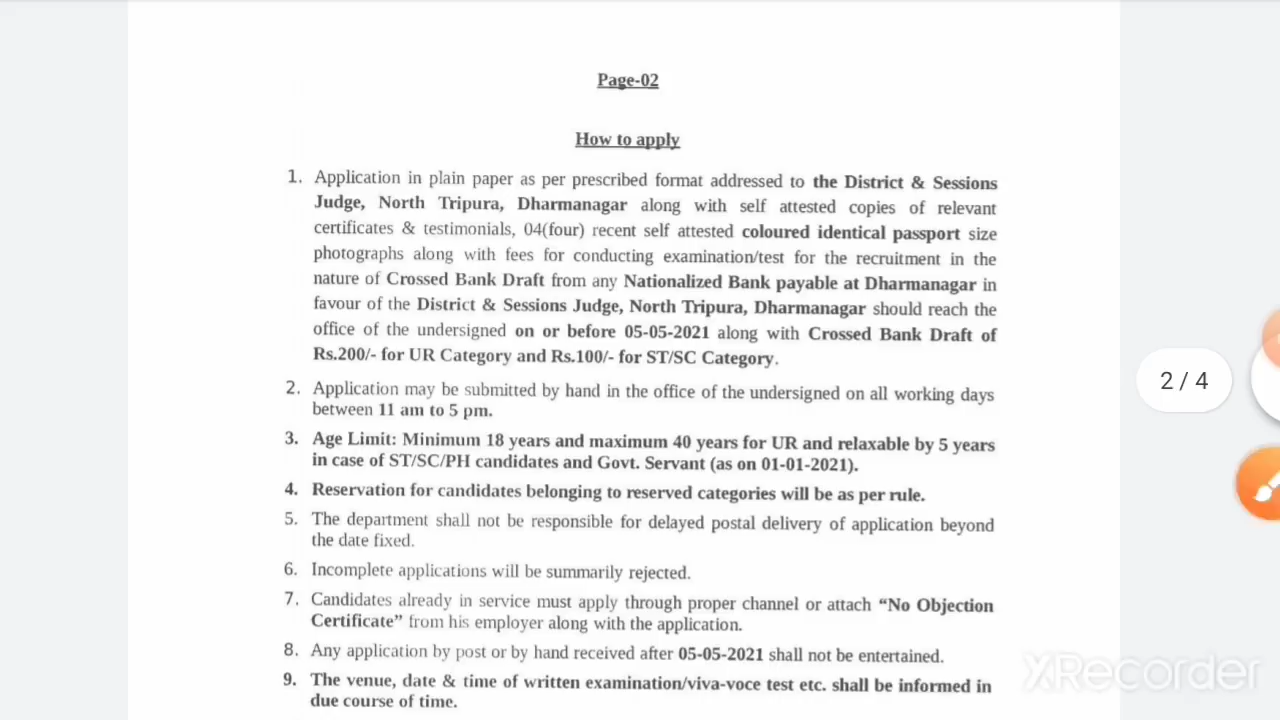 Page-02
How to apply
1. Application in plain paper as per prescribed format addressed to the District & Sessions
Judge, North Tripura, Dharmanagar along with self attested copies of relevant
certificates & testimonials, 04(four) recent self attested coloured identical passport size
photographs along with fees for conducting examination/test for the recruitment in the
nature of Crossed Bank Draft from any Nationalized Bank payable at Dharmanagar in
favour of the District & Sessions Judge, North Tripura, Dharmanagar should reach the
office of the undersigned on or before 05-05-2021 along with Crossed Bank Draft of
Rs.200/- for UR Category and Rs.100/- for ST/SC Category.
2. Application may be submitted by hand in the office of the undersigned on all working days
between 11 am to 5 pm.
3. Age Limit: Minimum 18 years and maximum 40 years for UR and relaxable by 5 years
in case of ST/SC/PH candidates and Govt. Servant (as on 01-01-2021).
4. Reservation for candidates belonging to reserved categories will be as per rule.
5. The department shall not be responsible for delayed postal delivery of application beyond
the date fixed.
6. Incomplete applications will be summarily rejected.
7. Candidates already in service must apply through proper channel or attach “No Objection
Certificate” from his employer along with the application.
8. Any application by post or by hand received after 05-05-2021 shall not be entertained.
9. The venue, date & time of written examination/viva-voce test etc. shall be informed in
due course of time.
2 / 4
XRecorder